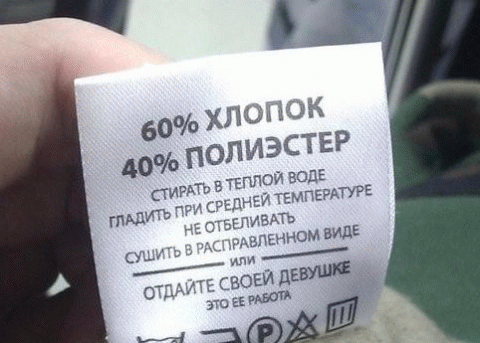 60% ХЛОПОК
40% ПОЛИЭСТЕР
СТИРАТЬ В ТЕПЛОЙ ВОДЕ
ГЛАДИТЬ ПРИ СРЕДНЕЙ ТЕМПЕРАТУРЕ
НЕ ОТБЕЛИВАТЬ
СУШИТЬ В РАСПРАВЛЕННОМ ВИДЕ
ИЛИ
ОТДАЙТЕ СВОЕЙ ДЕВУШКЕ
ЭТО ЕЕ РАБОТА
P